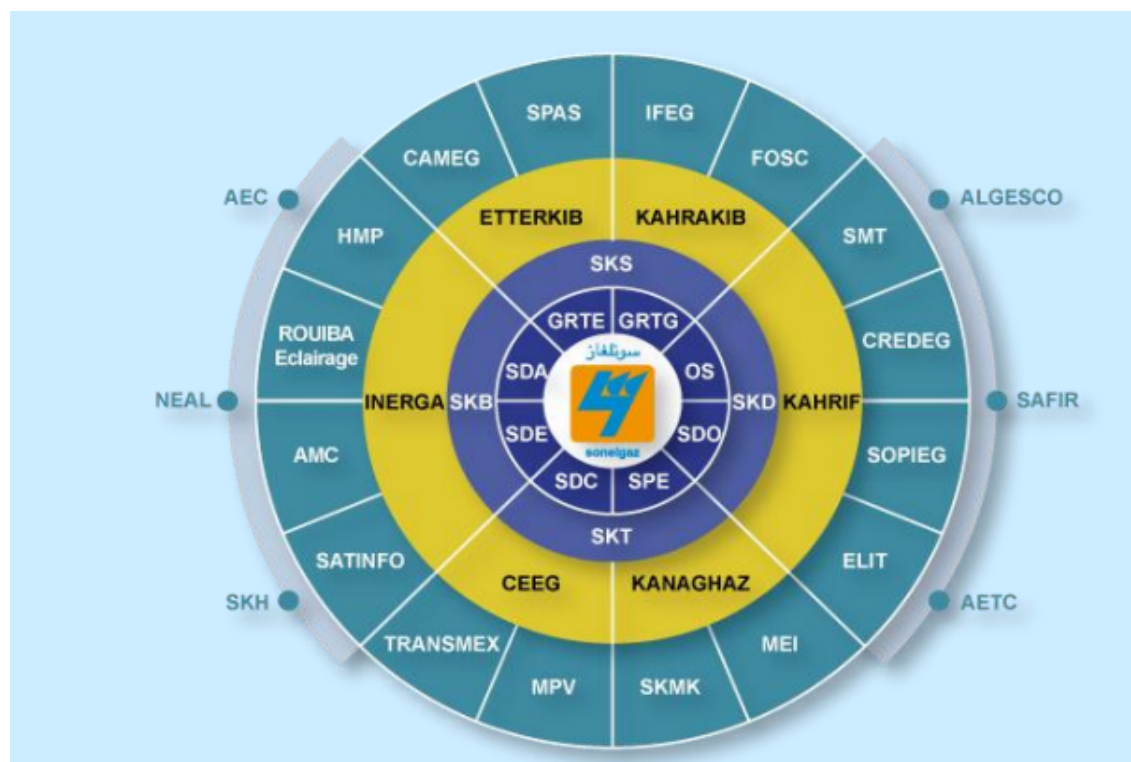 SPAS
IFEG
CAMEG
FOSC
AEC
ALGESCO
ETTERKIB
KAHRAKIB
HMP
SMT
SKS
GRTE
GRTG
ROUIBA
Eclairage
CREDEG
سونلغاز
SDA
OS
NEAL
INERGA
SKB
SKD
KAHRIF
SAFIR
SDE
SDO
sonelgaz
AMC
SOPIEG
SDC
SPE
SKT
SATINFO
ELIT
CEEG
KANAGHAZ
SKH
AETC
TRANSMEX
MEI
MPV
SKMK